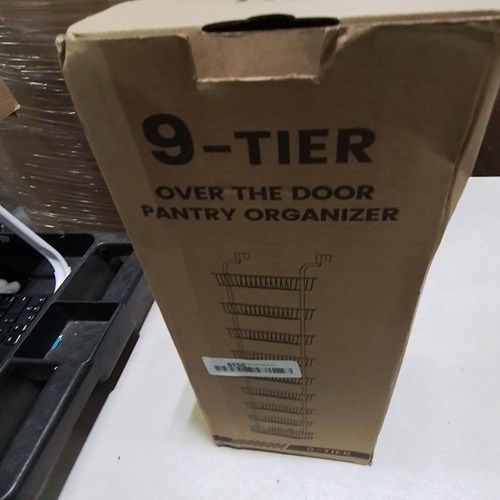 9-TIER
OVER THE DOOR
PANTRY ORGANIZER
9-TIER